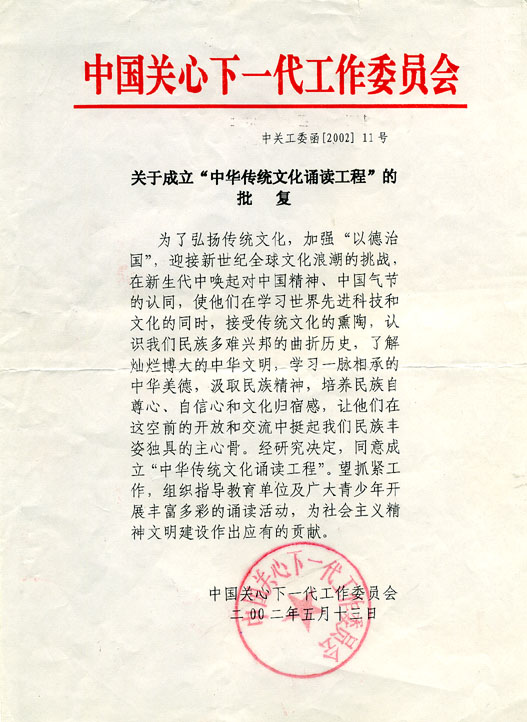 中国关心下一代工作委员会
中关工委函[2002] 11号
关于成立“中华传统文化诵读工程”的
批 复
为了弘扬传统文化，加强“以德治
国”，迎接新世纪全球文化浪潮的挑战，
在新生代中唤起对中国精神、中国气节
的认同，使他们在学习世界先进科技和
文化的同时，接受传统文化的熏陶，认
识我们民族多难兴邦的曲折历史，了解
灿烂博大的中华文明，学习一脉相承的
中华美德，汲取民族精神，培养民族自
尊心、自信心和文化归宿感，让他们在
这空前的开放和交流中挺起我们民族丰
姿独具的主心骨。经研究决定，同意成
立“中华传统文化诵读工程”。望抓紧工
作，组织指导教育单位及广大青少年开
展丰富多彩的诵读活动，为社会主义精
神文明建设作出应有的贡献。
中国关心下一代工作委员会
二00二年五月十三日
中国关心下一代工作委员会